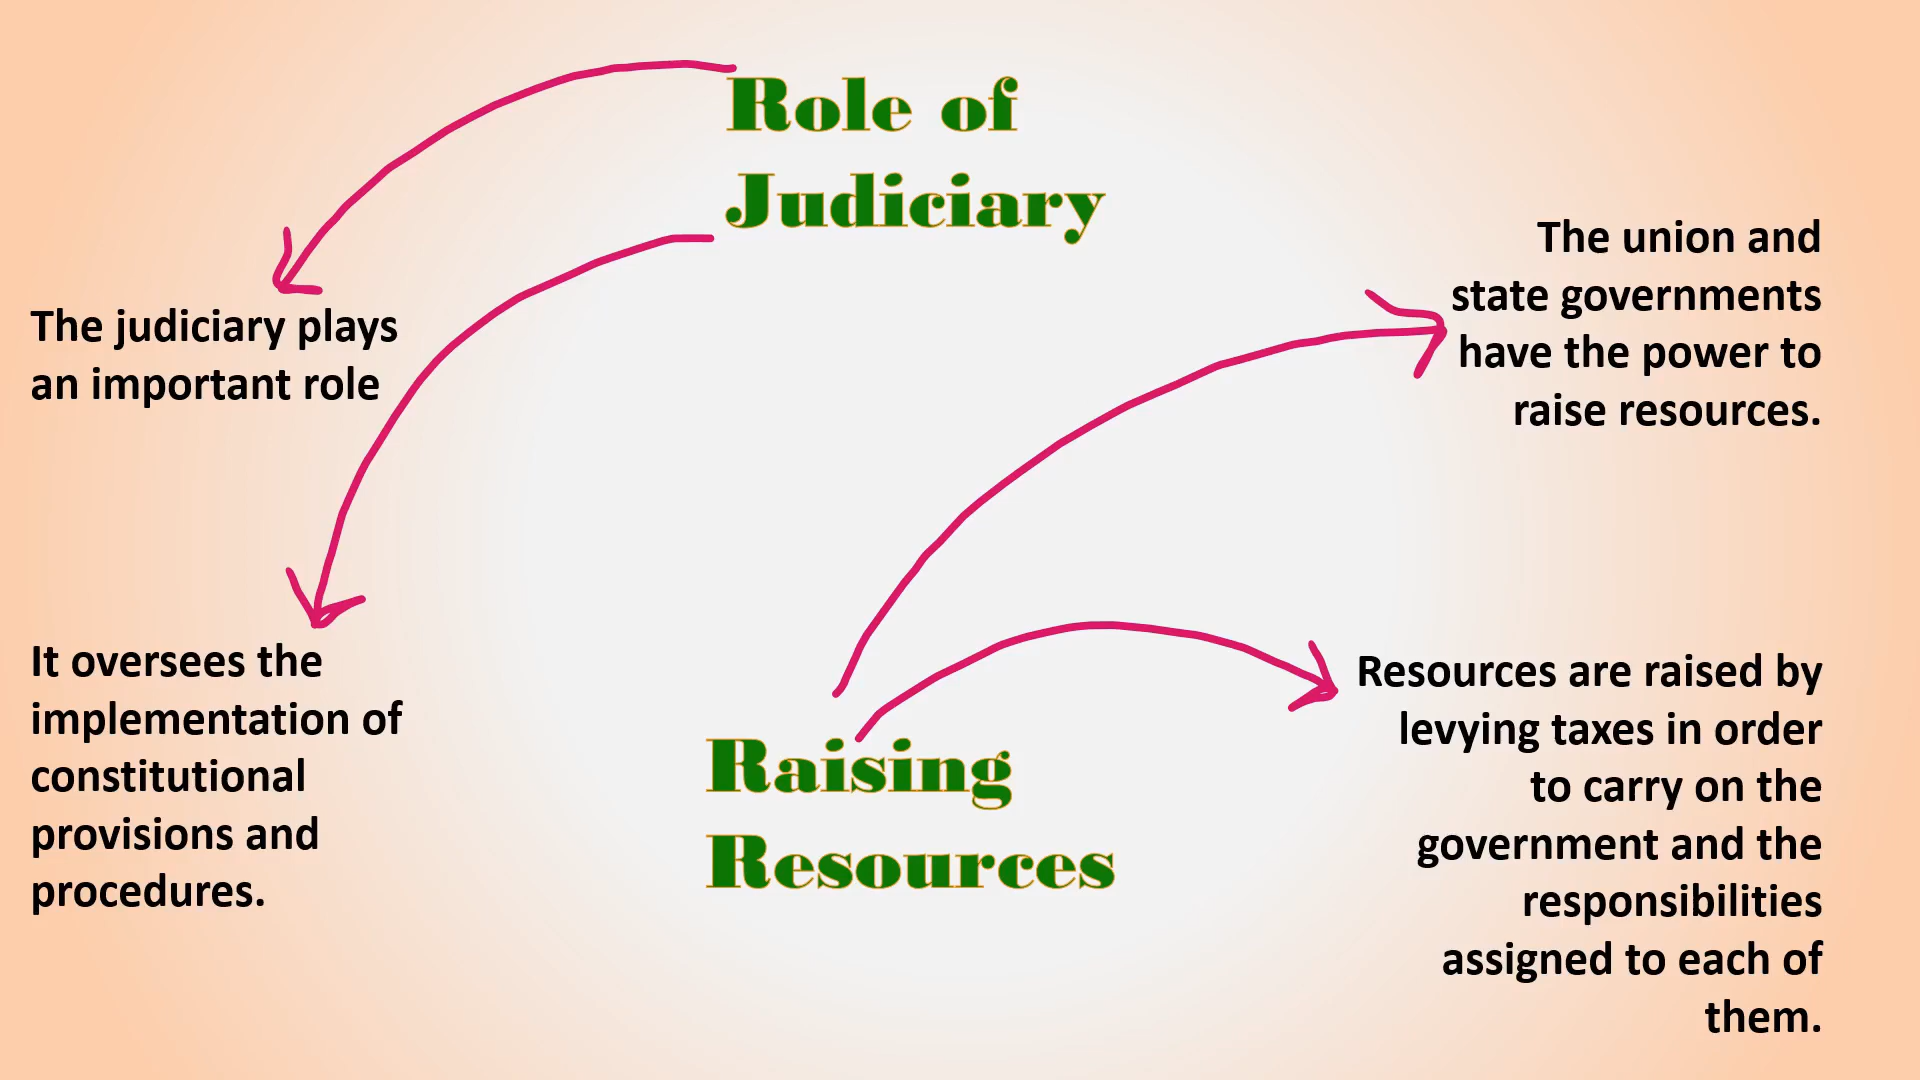 Role of
Judiciary
The judiciary plays
an important role
It oversees the
implementation of
constitutional
provisions and
procedures.
The union and
state governments
have the power to
raise resources.
Raising
Resources
Resources are raised by
levying taxes in order
to carry on the
government and the
responsibilities
assigned to each of
them.